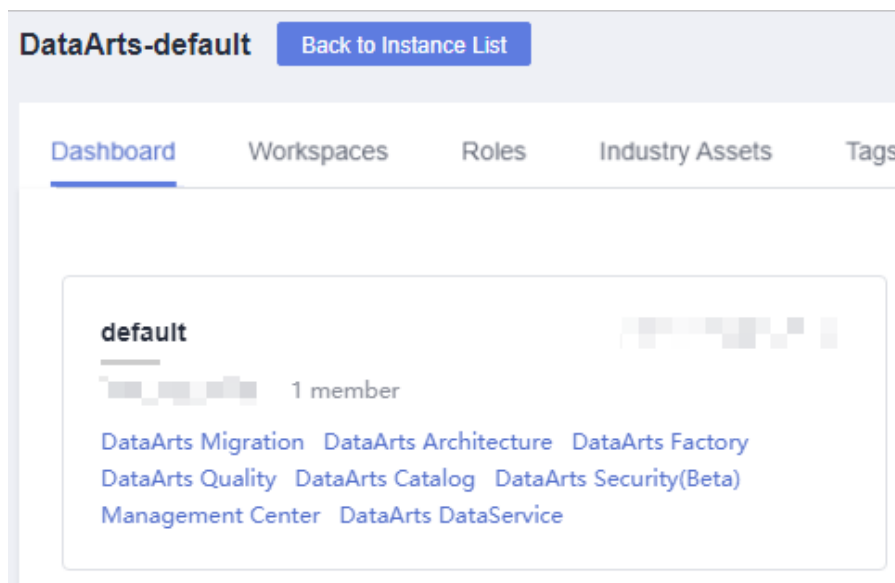 DataArts-default Back to Instance List
Dashboard Workspaces Roles Industry Assets Tags
default
1 member
DataArts Migration DataArts Architecture DataArts Factory
DataArts Quality DataArts Catalog DataArts Security(Beta)
Management Center DataArts DataService